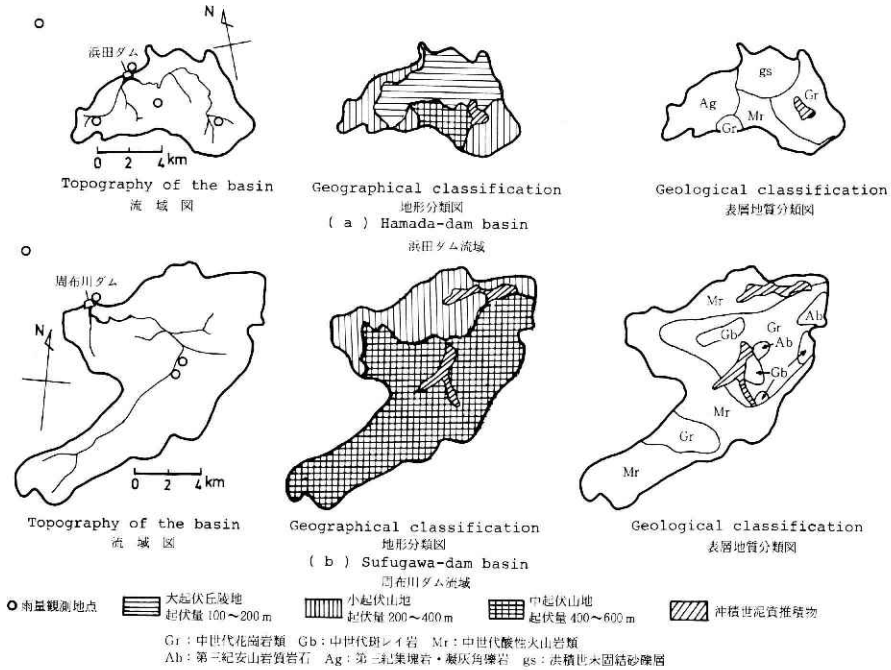 N
浜田ダム
0 2 4 km
Topography of the basin
流域図
Geographical classification
地形分類図
gs
Ag
Gr
Mr
Gr
Geological classification
表層地質分類図
( a ) Hamada-dam basin
浜田ダム流域
周布川ダム
N
0 2 4 km
Topography of the basin
流域図
Geographical classification
地形分類図
Mr
Ab
Gr
Gb
Ab
Gb
Mr
Gr
Mr
Geological classification
表層地質分類図
( b ) Sufugawa-dam basin
周布川ダム流域
雨量観測地点
大起伏丘陵地
起伏量 100～200 m
小起伏山地
起伏量 200～400 m
中起伏山地
起伏量 400～600 m
沖積世泥質堆積物
Gr : 中世代花崗岩類 Gb : 中世代斑レイ岩 Mr : 中世代酸性火山岩類
Ab : 第三紀安山岩質岩石 Ag : 第三紀集塊岩・凝灰角礫岩 gs : 洪積世未固結砂礫層